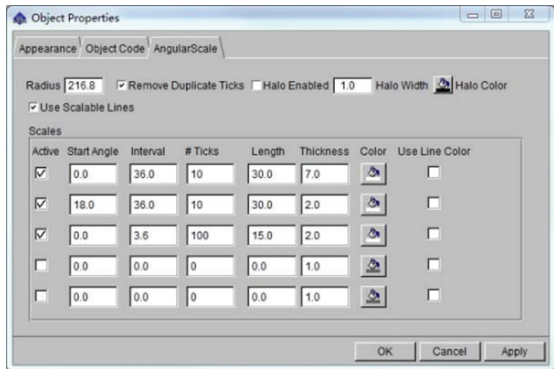 Object Properties
Appearance Object Code AngularScale
Radius 216.8 Remove Duplicate Ticks Halo Enabled 1.0 Halo Width Halo Color
Use Scalable Lines
Scales
Active Start Angle Interval # Ticks Length Thickness Color Use Line Color
0.0 36.0 10 30.0 7.0
18.0 36.0 10 30.0 2.0
0.0 3.6 100 15.0 2.0
0.0 0.0 0 0.0 1.0
0.0 0.0 0 0.0 1.0
OK Cancel Apply